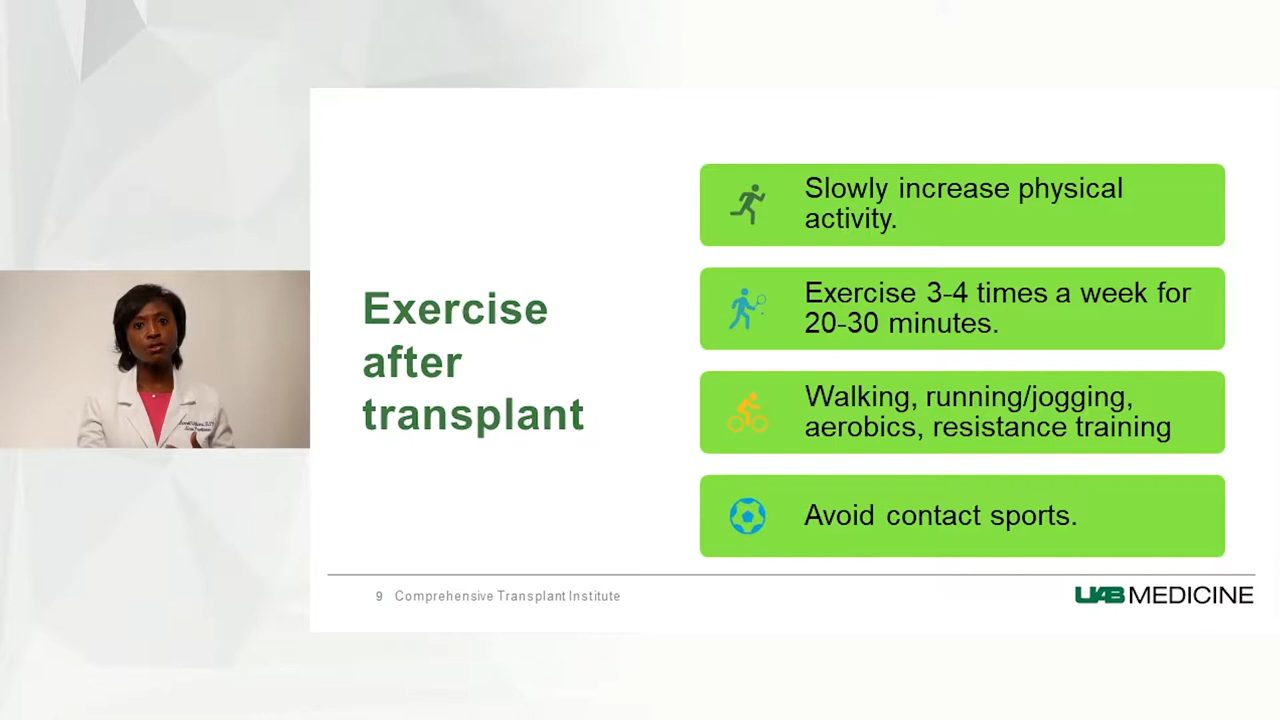 Exercise
after
transplant
Slowly increase physical
activity.
Exercise 3-4 times a week for
20-30 minutes.
Walking, running/jogging,
aerobics, resistance training
Avoid contact sports.
9 Comprehensive Transplant Institute
UAB MEDICINE